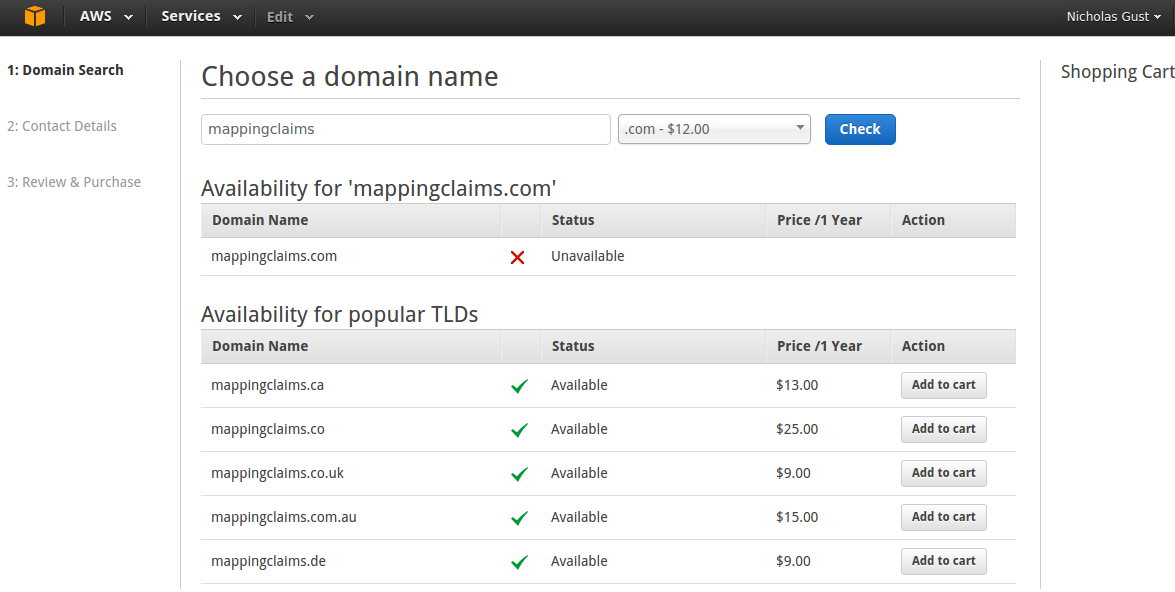 AWS Services Edit Nicholas Gust
1: Domain Search
2: Contact Details
3: Review & Purchase
Choose a domain name
mappingclaims .com - $12.00 Check
Availability for 'mappingclaims.com'
Domain Name Status Price /1 Year Action
mappingclaims.com Unavailable
Availability for popular TLDs
Domain Name Status Price /1 Year Action
mappingclaims.ca Available $13.00 Add to cart
mappingclaims.co Available $25.00 Add to cart
mappingclaims.co.uk Available $9.00 Add to cart
mappingclaims.com.au Available $15.00 Add to cart
mappingclaims.de Available $9.00 Add to cart
Shopping Cart